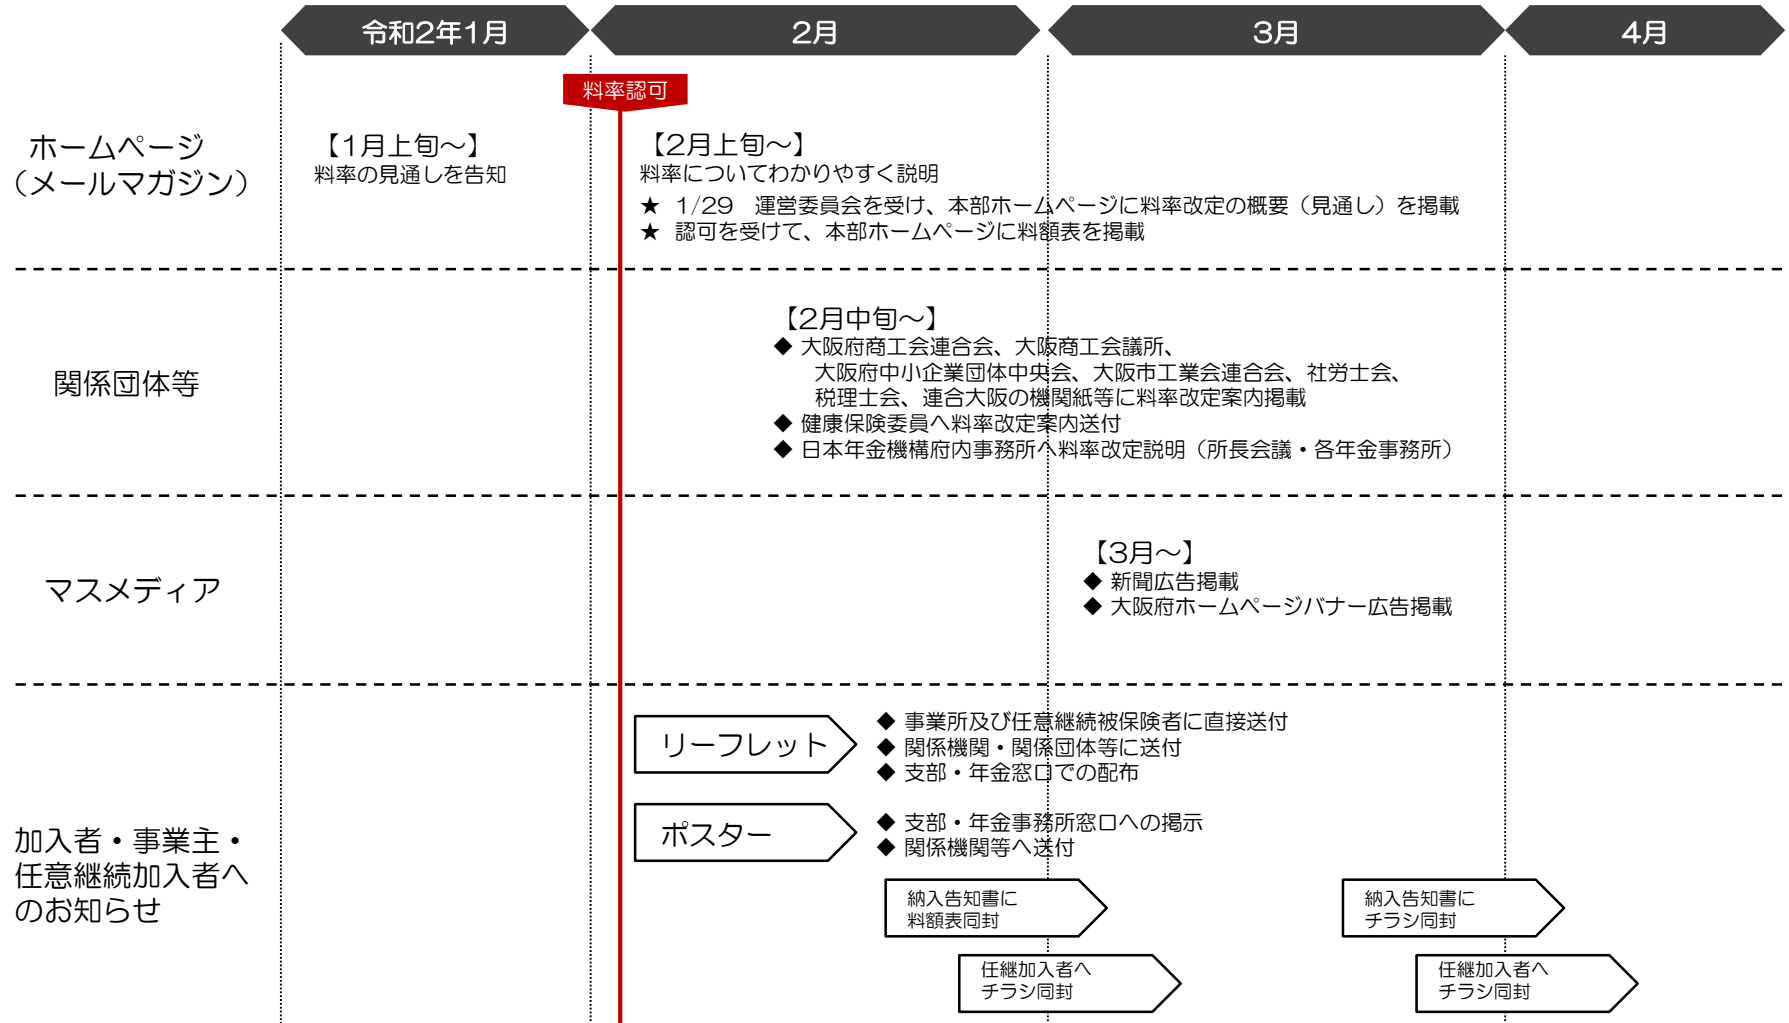 令和2年1月
2月
3月
4月
料率認可
ホームページ
（メールマガジン）
【1月上旬～】
料率の見通しを告知
【2月上旬～】
料率についてわかりやすく説明
★ 1/29　運営委員会を受け、本部ホームページに料率改定の概要（見通し）を掲載
★ 認可を受けて、本部ホームページに料額表を掲載
関係団体等
【2月中旬～】
◆ 大阪府商工会連合会、大阪商工会議所、
大阪府中小企業団体中央会、大阪市工業会連合会、社労士会、
税理士会、連合大阪の機関紙等に料率改定案内掲載
◆ 健康保険委員へ料率改定案内送付
◆ 日本年金機構府内事務所へ料率改定説明（所長会議・各年金事務所）
マスメディア
【3月～】
◆ 新聞広告掲載
◆ 大阪府ホームページバナー広告掲載
加入者・事業主・
任意継続加入者へ
のお知らせ
リーフレット
◆ 事業所及び任意継続被保険者に直接送付
◆ 関係機関・関係団体等に送付
◆ 支部・年金窓口での配布
ポスター
◆ 支部・年金事務所窓口への掲示
◆ 関係機関等へ送付
納入告知書に
料額表同封
納入告知書に
チラシ同封
任継加入者へ
チラシ同封
任継加入者へ
チラシ同封